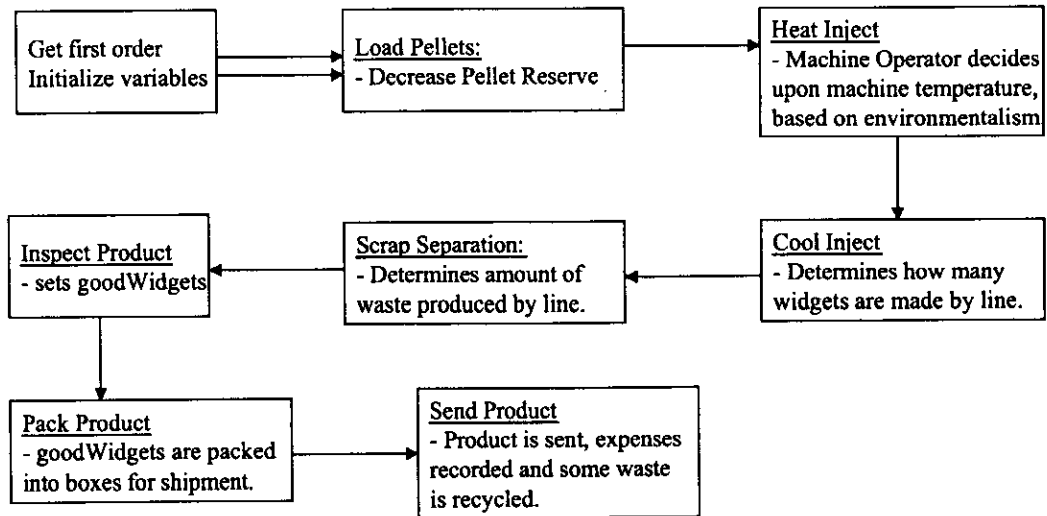 Get first order
Initialize variables
Load Pellets:
- Decrease Pellet Reserve
Heat Inject
- Machine Operator decides
upon machine temperature,
based on environmentalism.
Cool Inject
- Determines how many
widgets are made by line.
Scrap Separation:
- Determines amount of
waste produced by line.
Inspect Product
- sets goodWidgets
Pack Product
- goodWidgets are packed
into boxes for shipment.
Send Product
- Product is sent, expenses
recorded and some waste
is recycled.